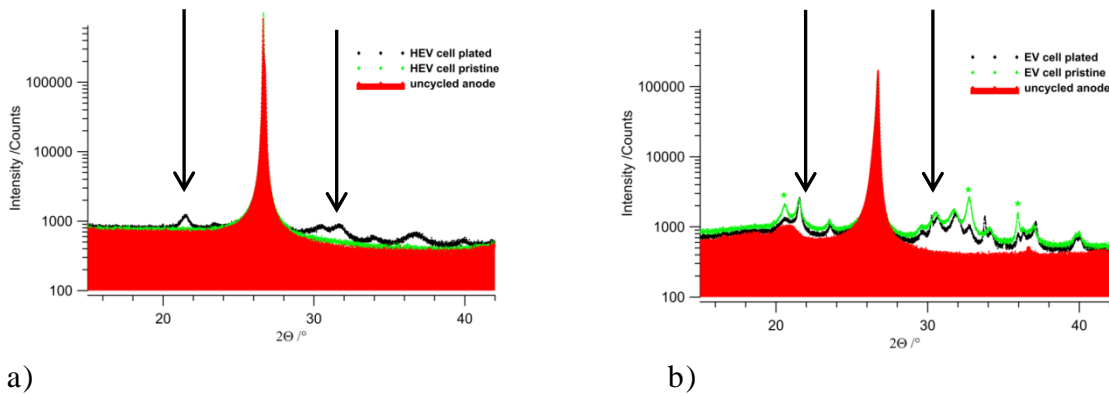 HEV cell plated
HEV cell pristine
uncycled anode
Intensity /Counts
100000
10000
1000
100
20
30
40
2Θ /°
a)
EV cell plated
EV cell pristine
uncycled anode
Intensity /Counts
100000
10000
1000
100
20
30
40
2Θ /°
b)